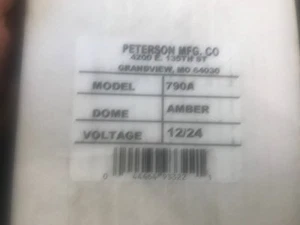 PETERSON MFG. CO
4200 E. 135TH ST
GRANDVIEW, MO 64030
MODEL 790A
DOME AMBER
VOLTAGE 12/24